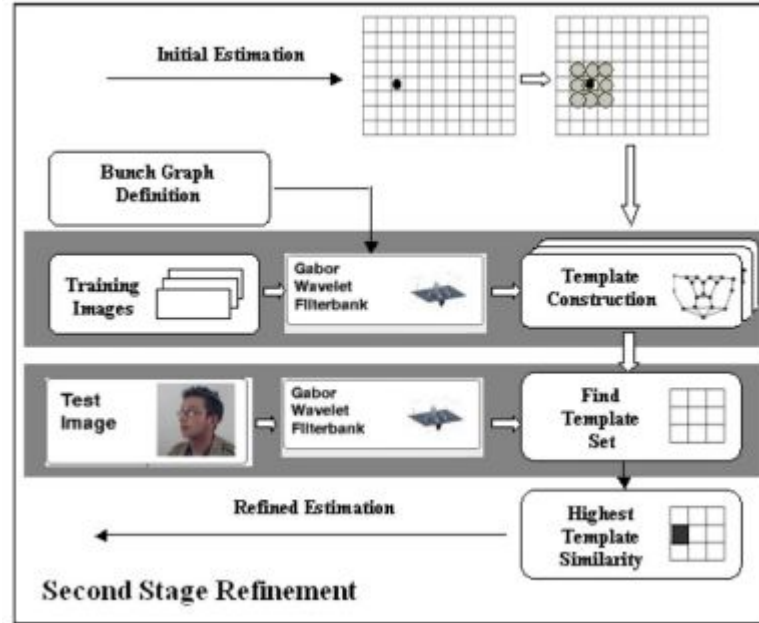 Initial Estimation
Bunch Graph
Definition
Training
Images
Gabor
Wavelet
Filterbank
Template
Construction
Test
Image
Gabor
Wavelet
Filterbank
Find
Template
Set
Refined Estimation
Highest
Template
Similarity
Second Stage Refinement